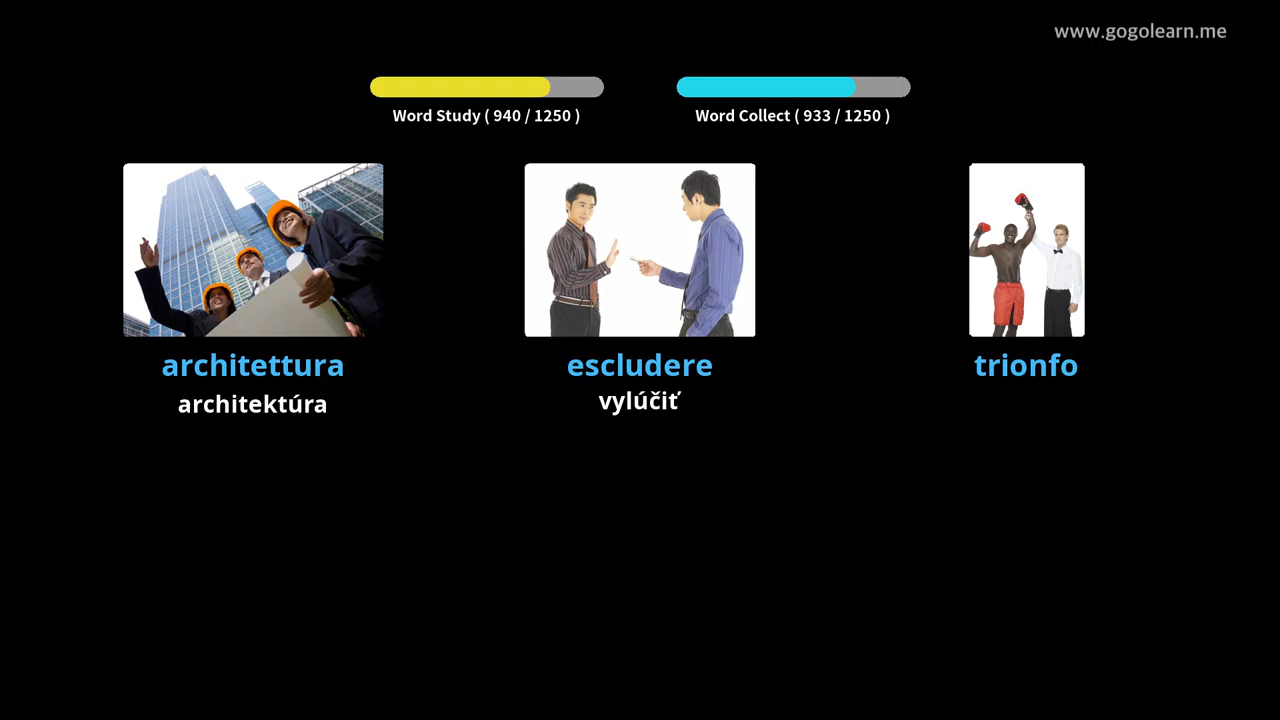 www.gogolearn.me
Word Study ( 940 / 1250 )
Word Collect ( 933 / 1250 )
architettura
escludere
trionfo
architektúra
vylúčiť